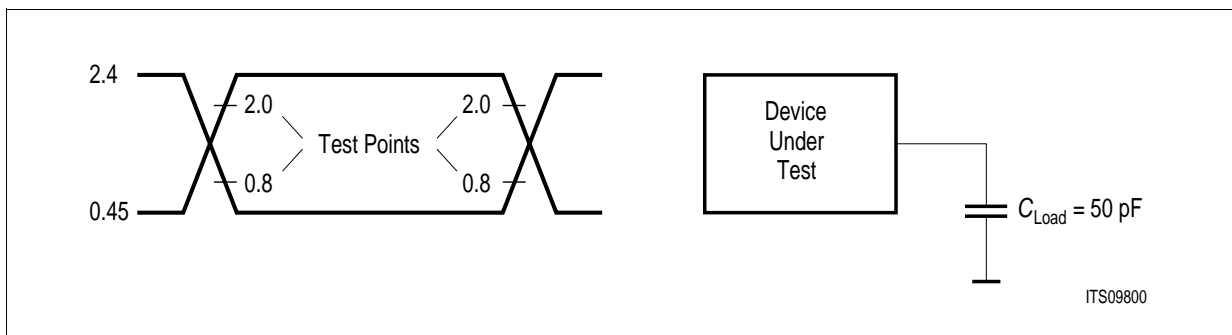 2.4
2.0
2.0
Test Points
0.8
0.8
0.45
Device
Under
Test
C Load = 50 pF
ITS09800